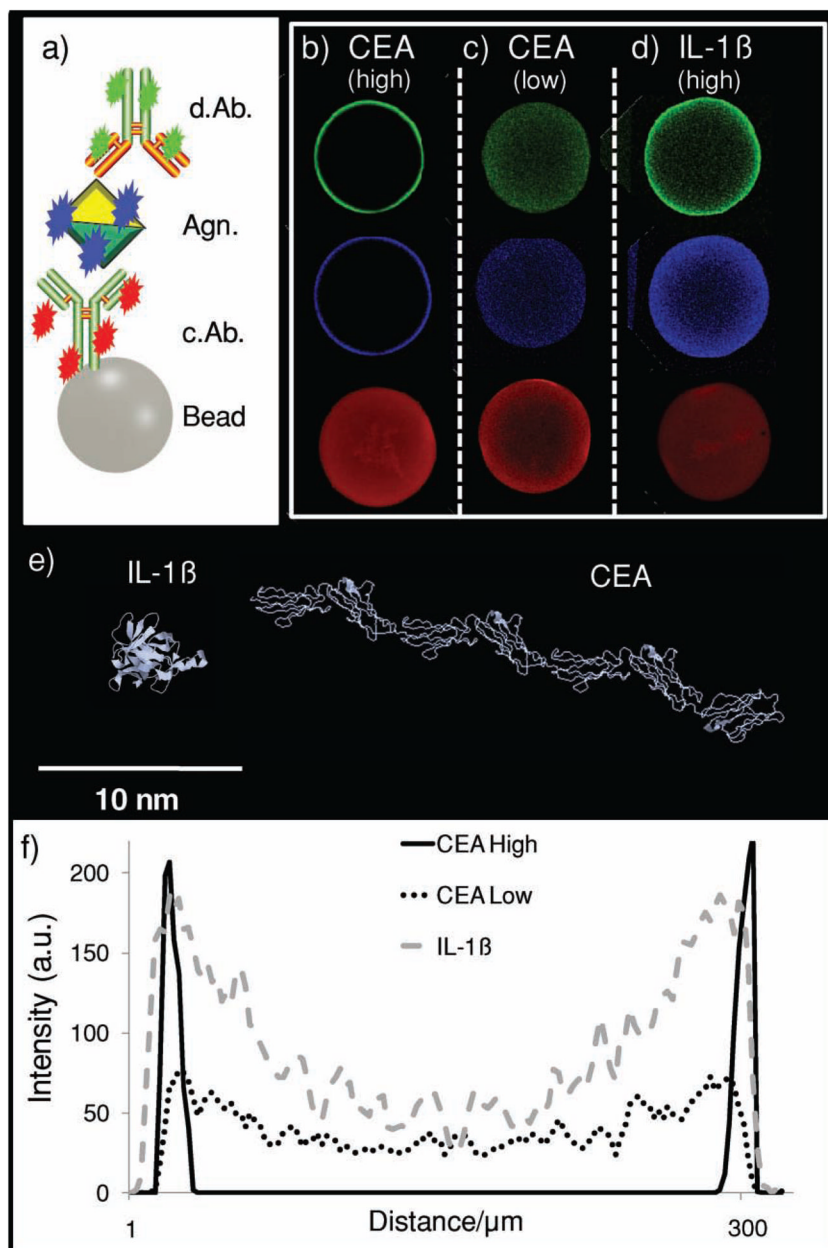 a)
d.Ab.
Agn.
c.Ab.
Bead
b) CEA
(high)
c) CEA
(low)
d) IL-1ß
(high)
e)
IL-1ß
CEA
10 nm
f)
CEA High
CEA Low
IL-1ß
Intensity (a.u.)
200
150
100
50
0
1
Distance/µm
300